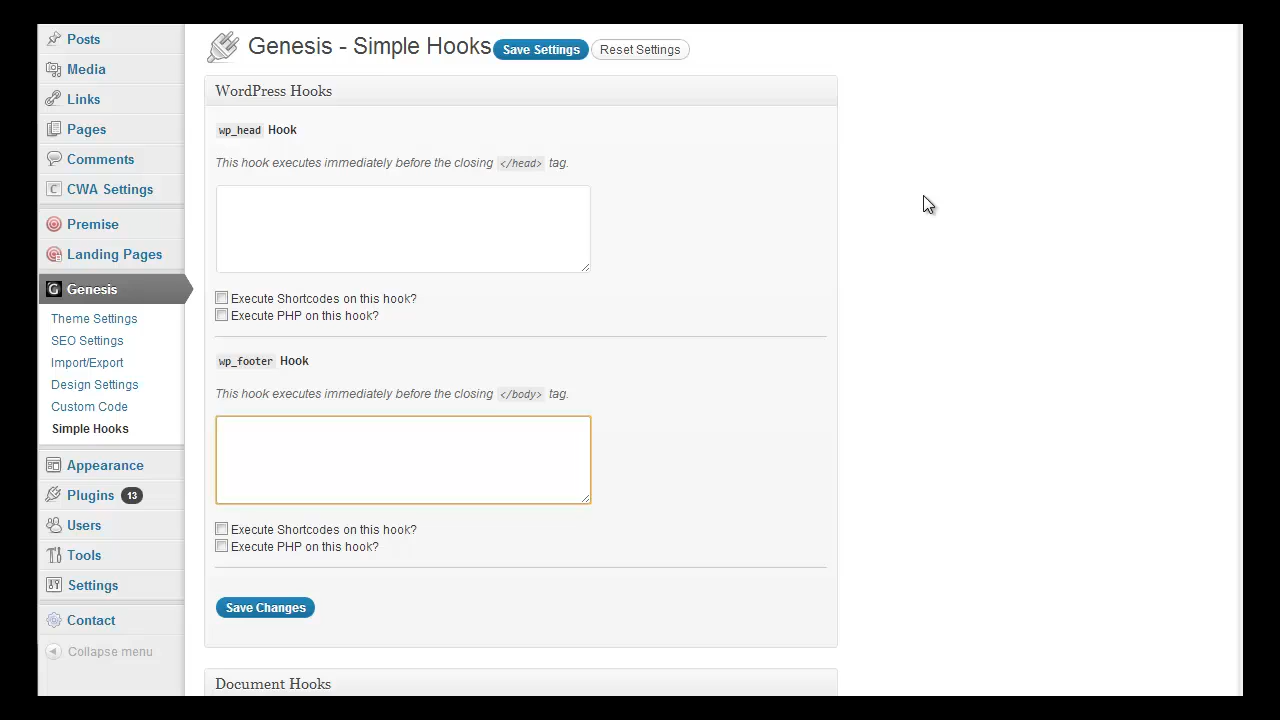 Posts
Media
Links
Pages
Comments
CWA Settings
Premise
Landing Pages
Genesis
Theme Settings
SEO Settings
Import/Export
Design Settings
Custom Code
Simple Hooks
Appearance
Plugins 13
Users
Tools
Settings
Contact
Collapse menu
Genesis - Simple Hooks Save Settings Reset Settings
WordPress Hooks
wp_head Hook
This hook executes immediately before the closing </head> tag.
Execute Shortcodes on this hook?
Execute PHP on this hook?
wp_footer Hook
This hook executes immediately before the closing </body> tag.
Execute Shortcodes on this hook?
Execute PHP on this hook?
Save Changes
Document Hooks